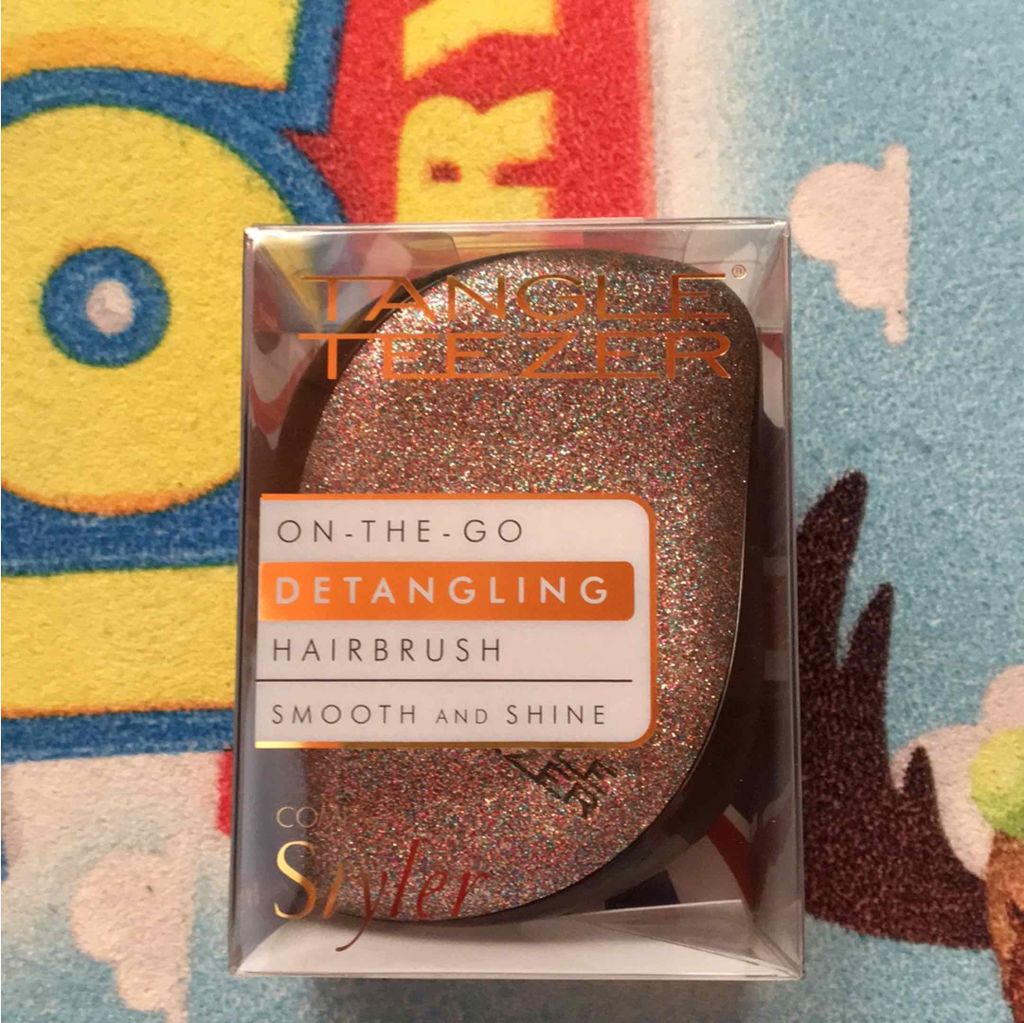 TANGLE®
TEEZER
ON-THE-GO
DETANGLING
HAIRBRUSH
SMOOTH AND SHINE
Styler